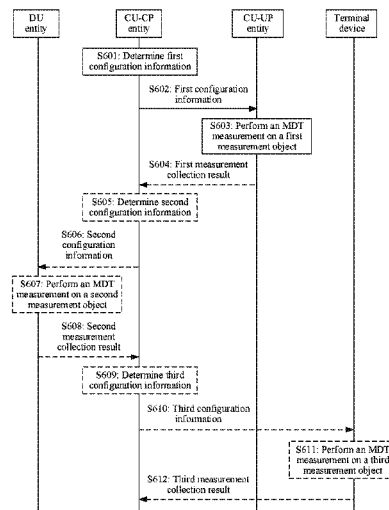 DU
entity
CU-CP
entity
CU-UP
entity
Terminal
device
S601: Determine first
configuration information
S602: First configuration
information
S603: Perform an MDT
measurement on a first
measurement object
S604: First measurement
collection result
S605: Determine second
configuration information
S606: Second
configuration
information
S607: Perform an MDT
measurement on a second
measurement object
S608: Second
measurement
collection result
S609: Determine third
configuration information
S610: Third configuration
information
S611: Perform an MDT
measurement on a third
measurement object
S612: Third measurement
collection result